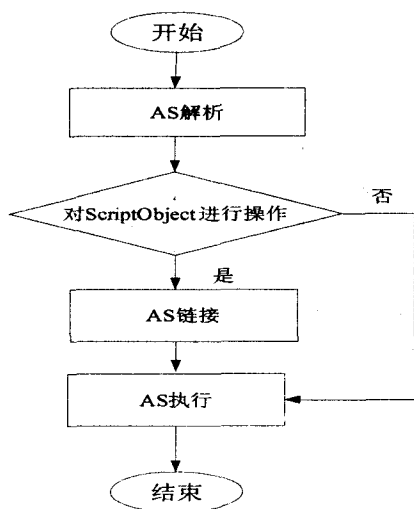 开始
AS解析
对ScriptObject进行操作
否
是
AS链接
AS执行
结束